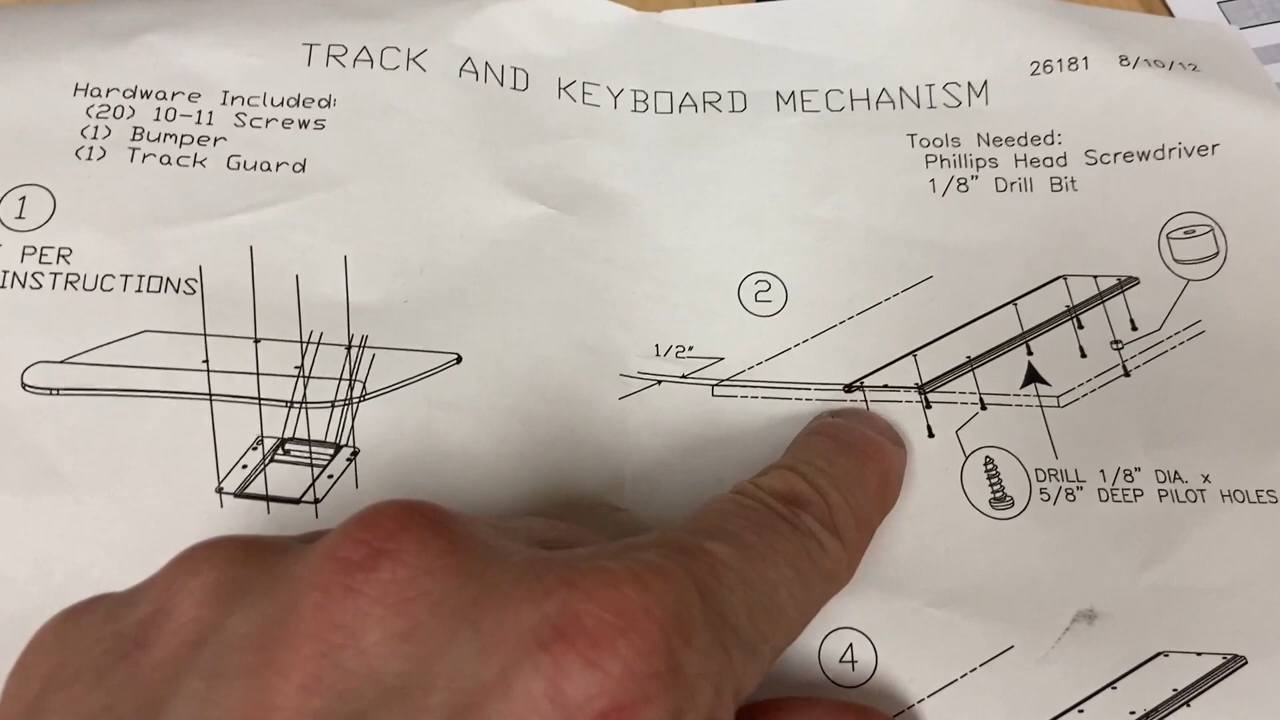 TRACK AND KEYBOARD MECHANISM
26181 8/10/12
Hardware Included:
(20) 10-11 Screws
(1) Bumper
(1) Track Guard
Tools Needed:
Phillips Head Screwdriver
1/8" Drill Bit
1
PER
INSTRUCTIONS
2
1/2"
DRILL 1/8" DIA. x
5/8" DEEP PILOT HOLES
4